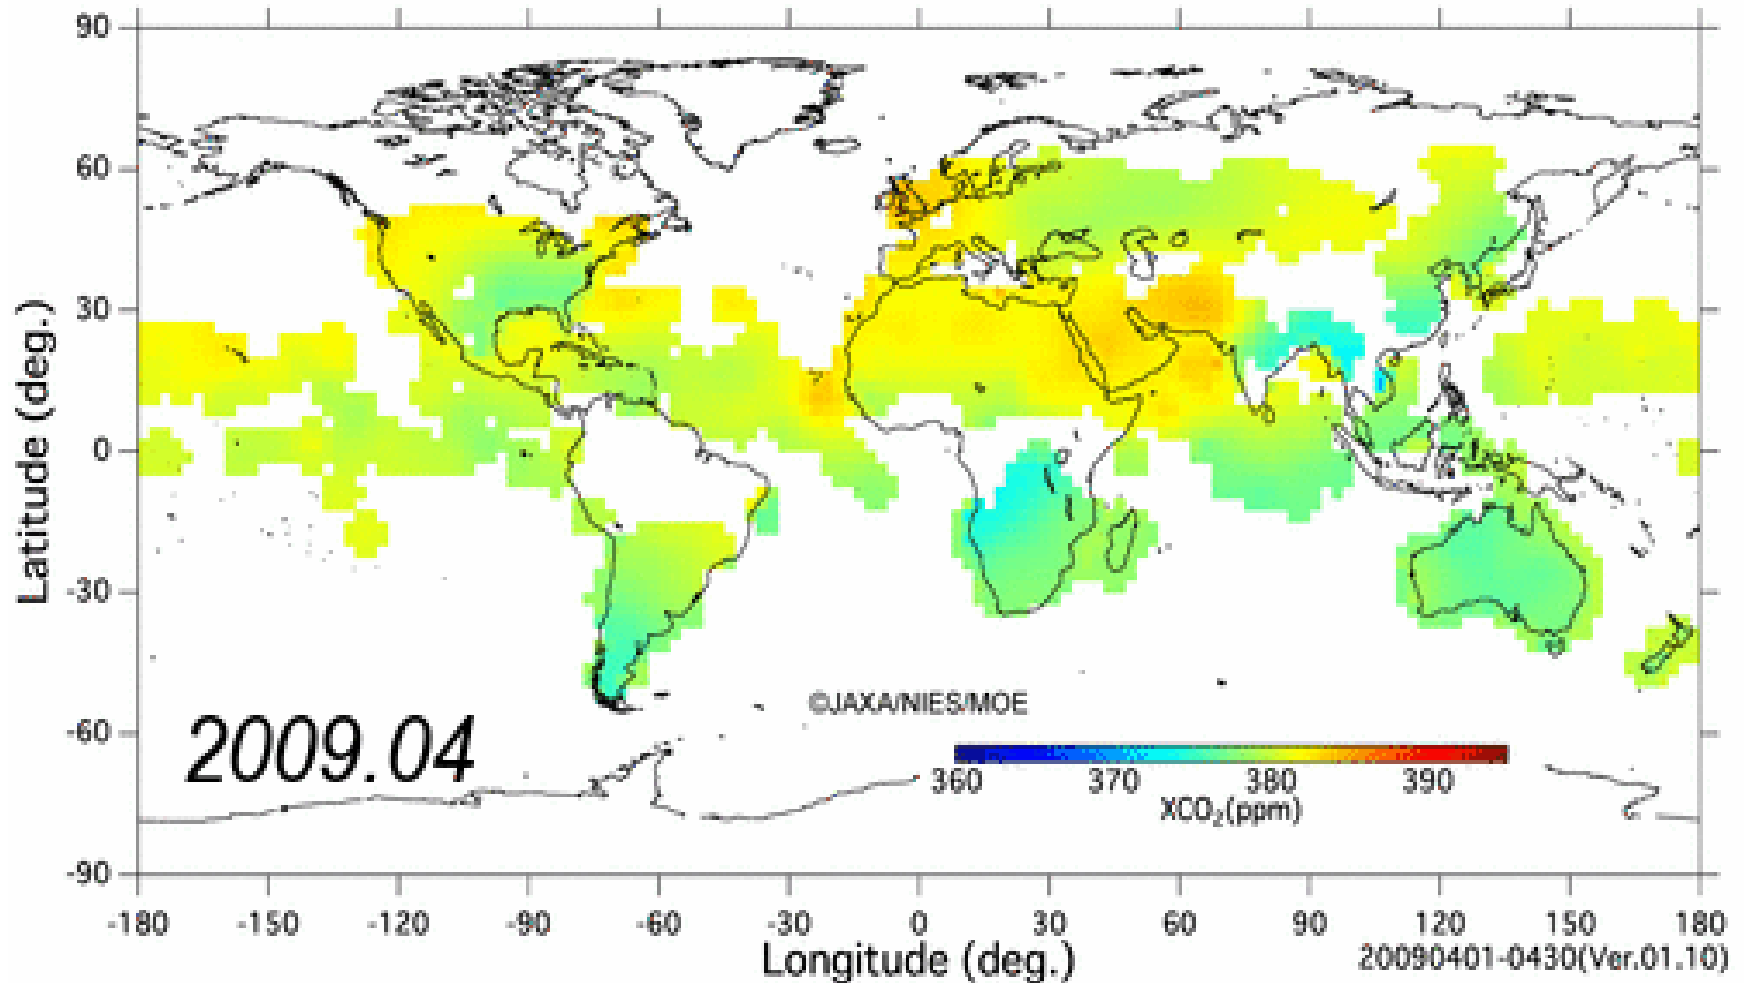 90
60
30
0
-30
-60
-90
Latitude (deg.)
©JAXA/NIES/MOE
2009.04
360 370 380 390
XCO₂(ppm)
-180 -150 -120 -90 -60 -30 0 30 60 90 120 150 180
Longitude (deg.)
20090401-0430(Ver.01.10)